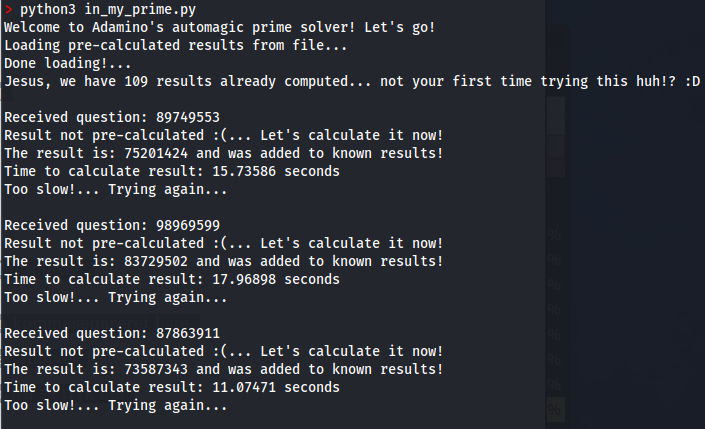 > python3 in_my_prime.py
Welcome to Adamino's automagic prime solver! Let's go!
Loading pre-calculated results from file...
Done loading!...
Jesus, we have 109 results already computed... not your first time trying this huh!? :D
Received question: 89749553
Result not pre-calculated :(... Let's calculate it now!
The result is: 75201424 and was added to known results!
Time to calculate result: 15.73586 seconds
Too slow!... Trying again...
Received question: 98969599
Result not pre-calculated :(... Let's calculate it now!
The result is: 83729502 and was added to known results!
Time to calculate result: 17.96898 seconds
Too slow!... Trying again...
Received question: 87863911
Result not pre-calculated :(... Let's calculate it now!
The result is: 73587343 and was added to known results!
Time to calculate result: 11.07471 seconds
Too slow!... Trying again...